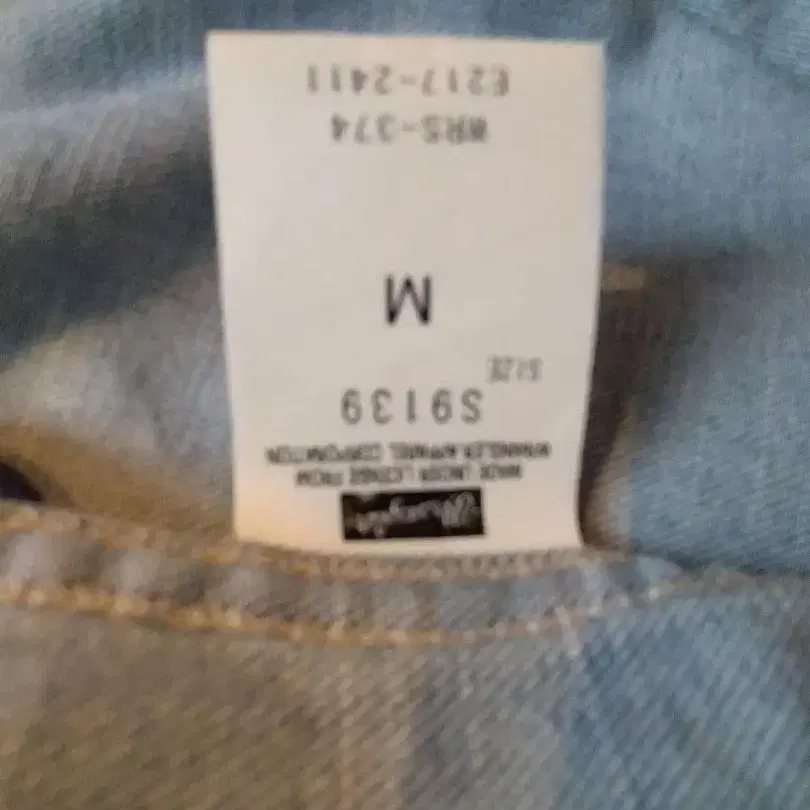 Wrangler
MADE UNDER LICENSE FROM
WRANGLER APPAREL CORPORATION
S9139
SIZE
M
WRS-374
E217-2411